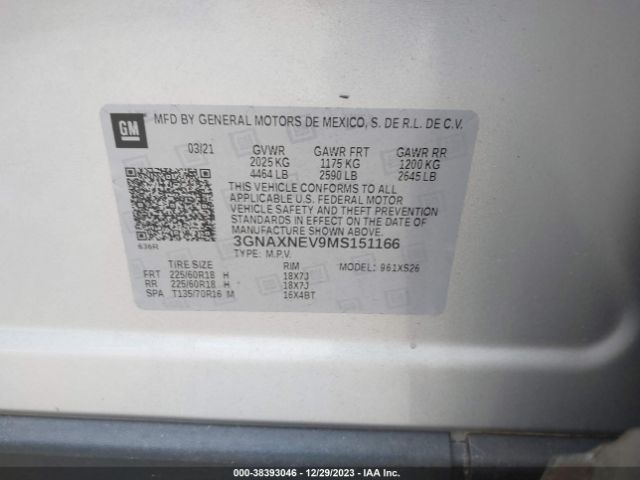 GM
MFD BY GENERAL MOTORS DE MEXICO, S. DE R.L. DE C.V.
03/21 GVWR GAWR FRT GAWR RR
2025 KG 1175 KG 1200 KG
4464 LB 2590 LB 2645 LB
THIS VEHICLE CONFORMS TO ALL
APPLICABLE U.S. FEDERAL MOTOR
VEHICLE SAFETY AND THEFT PREVENTION
STANDARDS IN EFFECT ON THE DATE OF
MANUFACTURE SHOWN ABOVE.
636R
3GNAXNEV9MS151166
TYPE: M.P.V.
TIRE SIZE RIM MODEL: 961XS26
FRT 225/60R18 H 18X7J
RR 225/60R18 H 18X7J
SPA T135/70R16 M 16X4BT
000-38393046 - 12/29/2023 - IAA Inc.